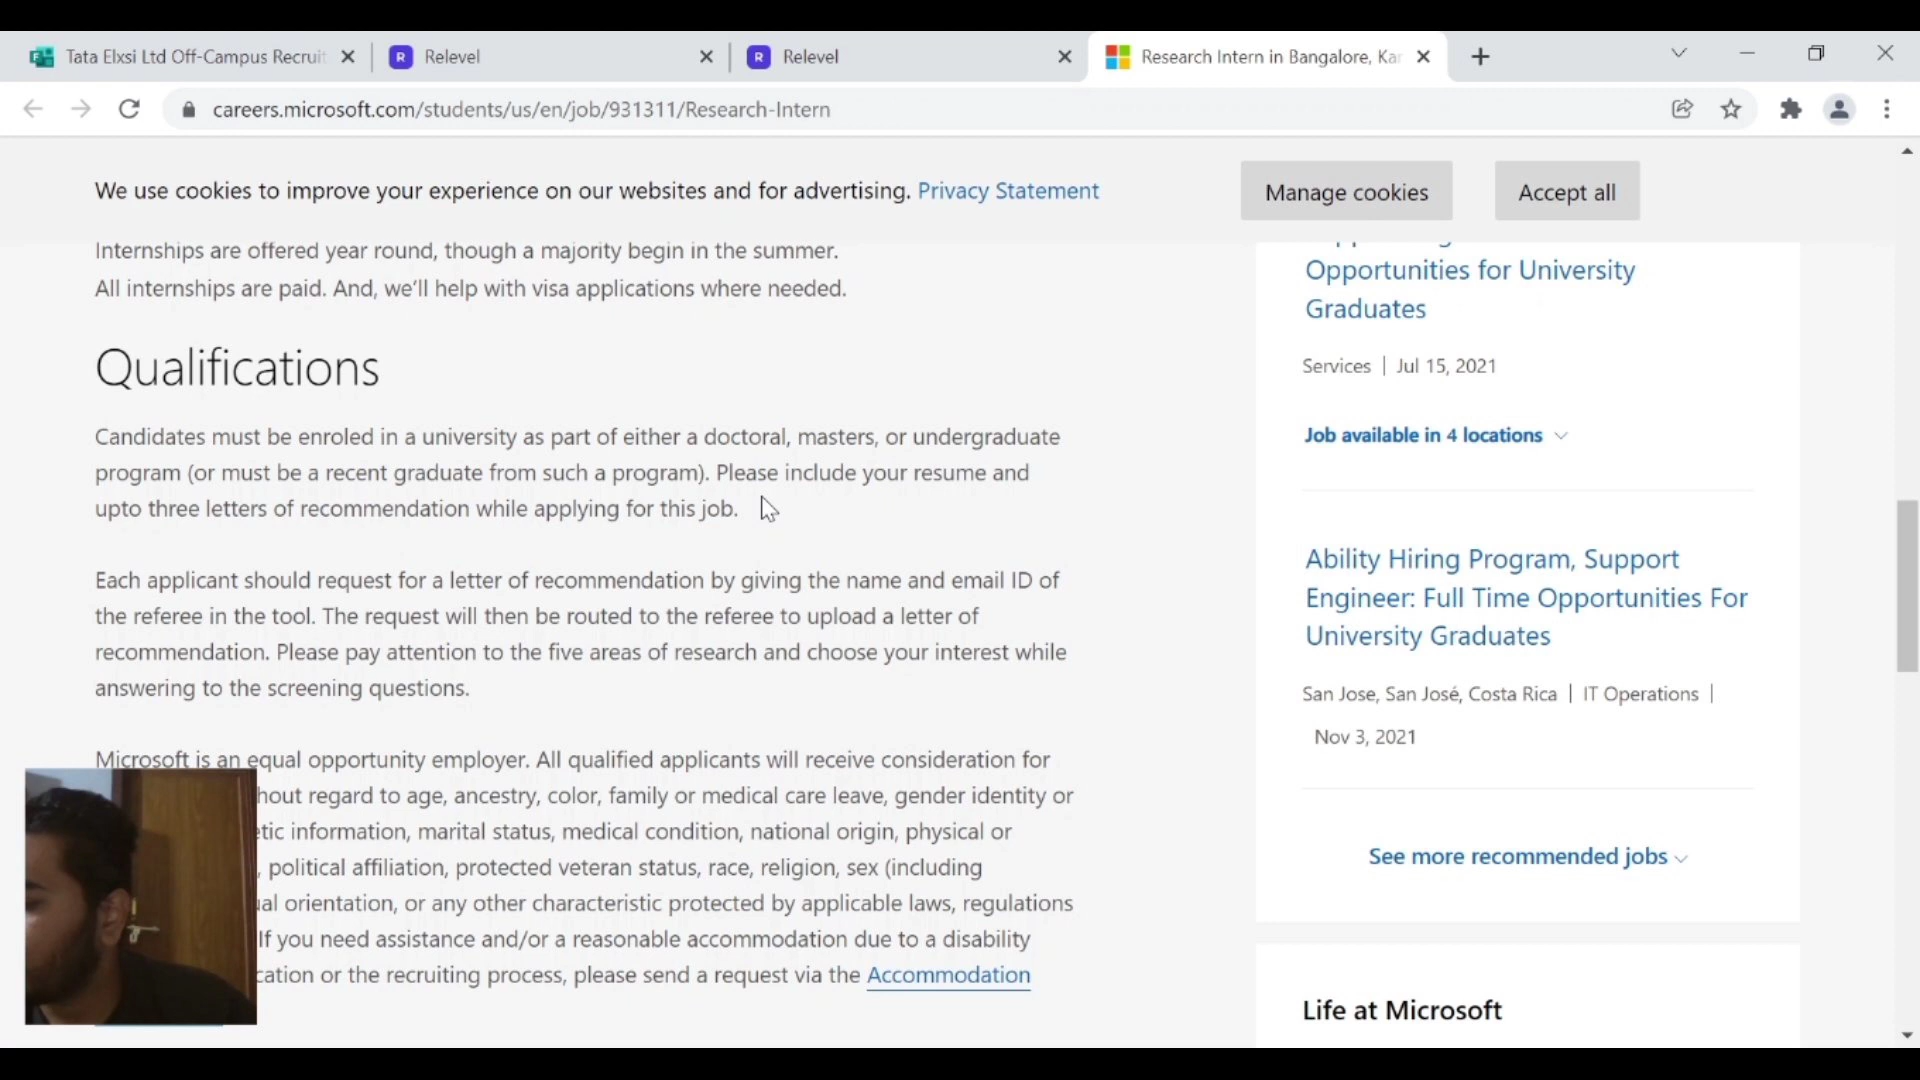 Tata Elxsi Ltd Off-Campus Recruit
Relevel
Relevel
Research Intern in Bangalore, Kar
careers.microsoft.com/students/us/en/job/931311/Research-Intern
We use cookies to improve your experience on our websites and for advertising. Privacy Statement
Manage cookies
Accept all
Internships are offered year round, though a majority begin in the summer.
All internships are paid. And, we'll help with visa applications where needed.
Qualifications
Candidates must be enroled in a university as part of either a doctoral, masters, or undergraduate
program (or must be a recent graduate from such a program). Please include your resume and
upto three letters of recommendation while applying for this job.
Each applicant should request for a letter of recommendation by giving the name and email ID of
the referee in the tool. The request will then be routed to the referee to upload a letter of
recommendation. Please pay attention to the five areas of research and choose your interest while
answering to the screening questions.
Microsoft is an equal opportunity employer. All qualified applicants will receive consideration for
hout regard to age, ancestry, color, family or medical care leave, gender identity or
etic information, marital status, medical condition, national origin, physical or
, political affiliation, protected veteran status, race, religion, sex (including
ual orientation, or any other characteristic protected by applicable laws, regulations
If you need assistance and/or a reasonable accommodation due to a disability
cation or the recruiting process, please send a request via the Accommodation
Opportunities for University
Graduates
Services | Jul 15, 2021
Job available in 4 locations
Ability Hiring Program, Support
Engineer: Full Time Opportunities For
University Graduates
San Jose, San José, Costa Rica | IT Operations |
Nov 3, 2021
See more recommended jobs
Life at Microsoft